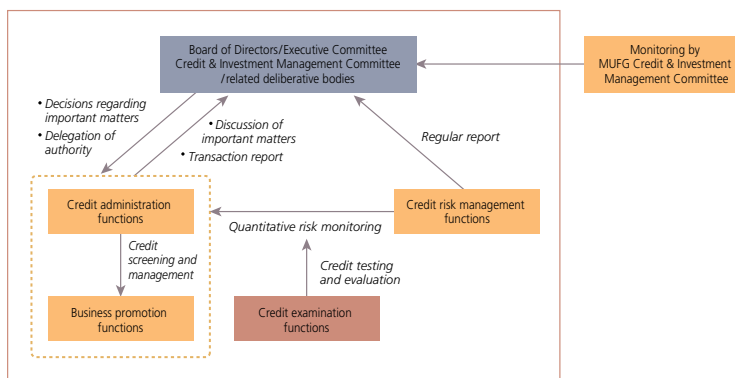 Board of Directors/Executive Committee
Credit & Investment Management Committee
/related deliberative bodies
Monitoring by
MUFG Credit & Investment
Management Committee
• Decisions regarding
important matters
• Delegation of
authority
• Discussion of
important matters
• Transaction report
Regular report
Credit administration
functions
Credit risk management
functions
Quantitative risk monitoring
Credit
screening and
management
Credit testing
and evaluation
Business promotion
functions
Credit examination
functions